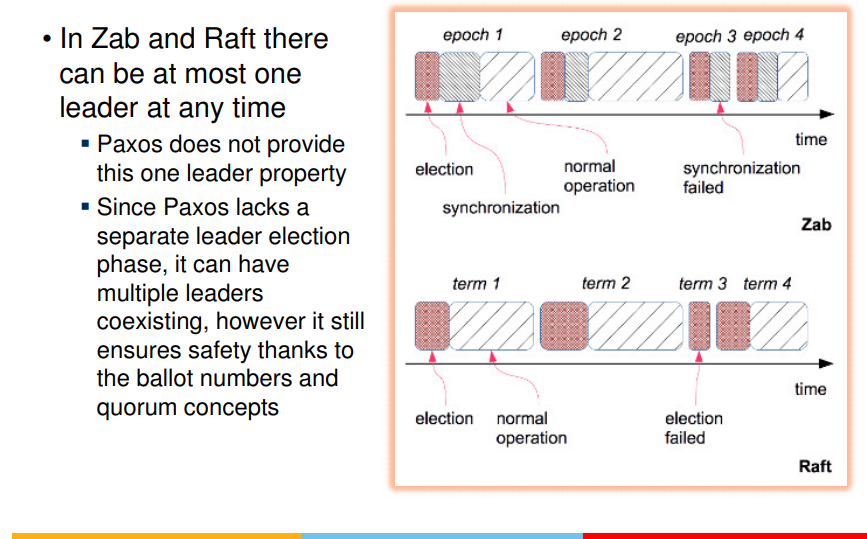 • In Zab and Raft there
can be at most one
leader at any time
▪ Paxos does not provide
this one leader property
▪ Since Paxos lacks a
separate leader election
phase, it can have
multiple leaders
coexisting, however it still
ensures safety thanks to
the ballot numbers and
quorum concepts
epoch 1 epoch 2 epoch 3 epoch 4
time
election
synchronization
normal
operation
synchronization
failed
Zab
term 1 term 2 term 3 term 4
time
election
normal
operation
election
failed
Raft